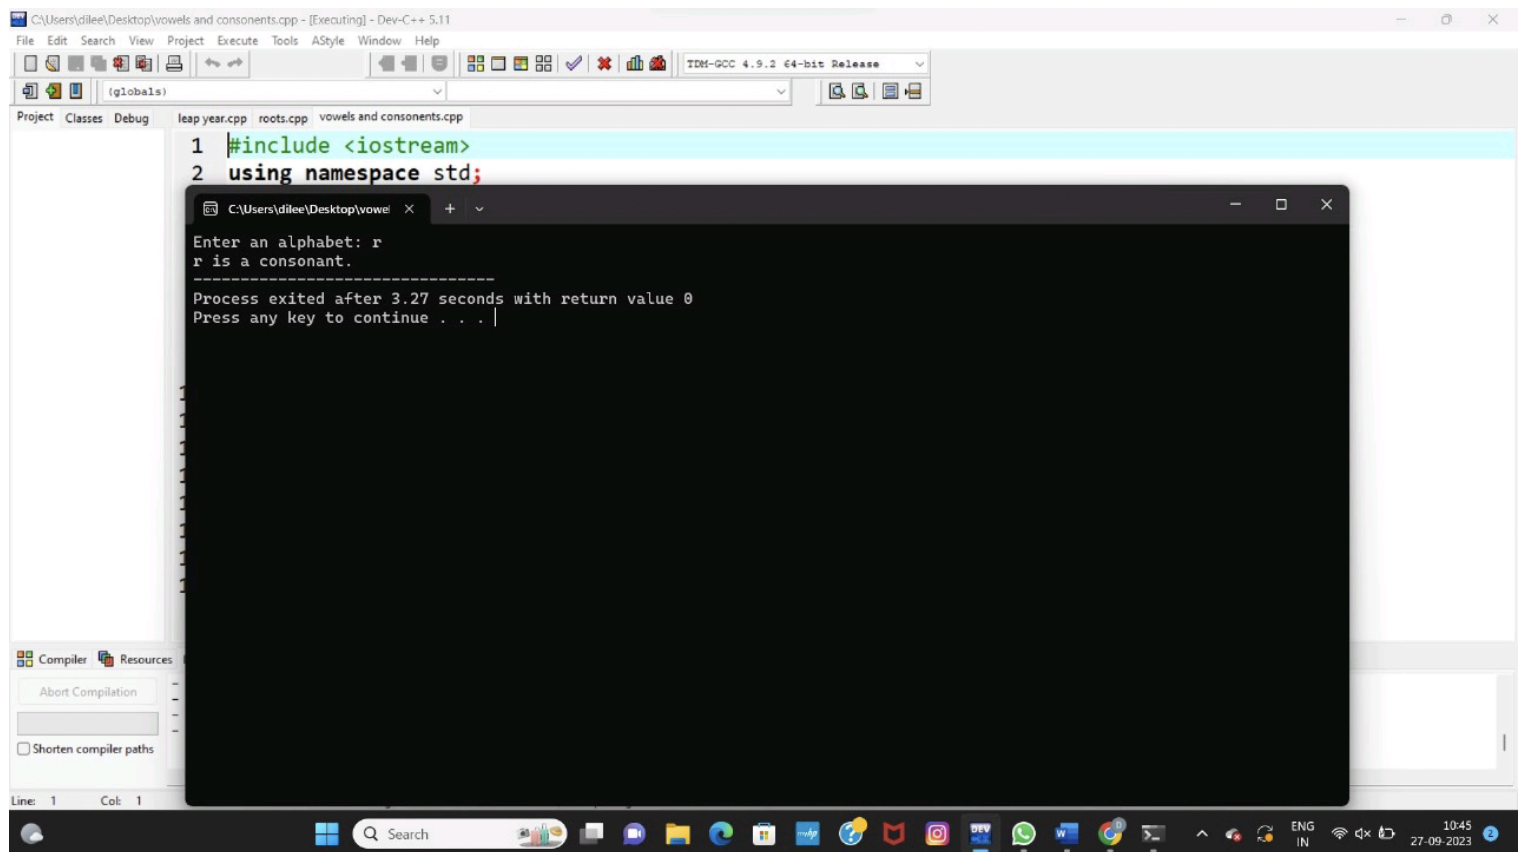 C:\Users\dilee\Desktop\vowels and consonents.cpp - [Executing] - Dev-C++ 5.11
File Edit Search View Project Execute Tools AStyle Window Help
TDM-GCC 4.9.2 64-bit Release
(globals)
Project Classes Debug leap year.cpp roots.cpp vowels and consonents.cpp
1 #include <iostream>
2 using namespace std;
C:\Users\dilee\Desktop\vowel
Enter an alphabet: r
r is a consonant.
--------------------------------
Process exited after 3.27 seconds with return value 0
Press any key to continue . . .
Compiler Resources
Abort Compilation
Shorten compiler paths
Line: 1 Col: 1
Search
DEV
ENG
IN
10:45
27-09-2023
2